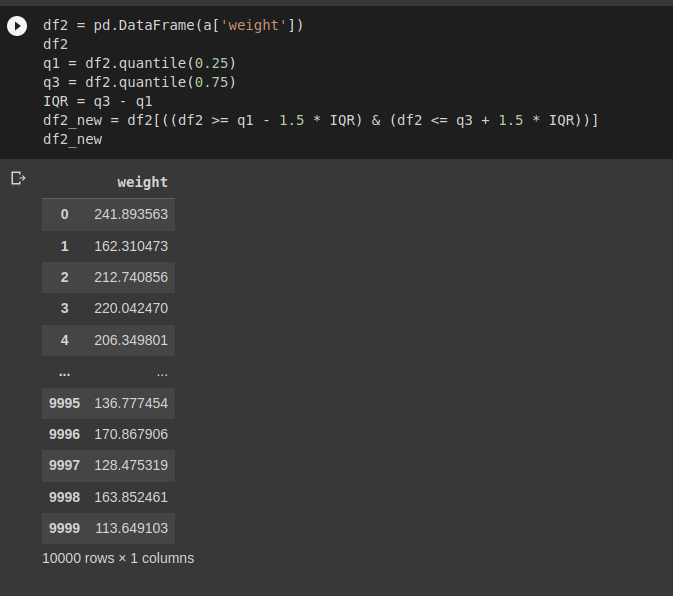 df2 = pd.DataFrame(a['weight'])
df2
q1 = df2.quantile(0.25)
q3 = df2.quantile(0.75)
IQR = q3 - q1
df2_new = df2[((df2 >= q1 - 1.5 * IQR) & (df2 <= q3 + 1.5 * IQR))]
df2_new
weight
0 241.893563
1 162.310473
2 212.740856
3 220.042470
4 206.349801
... ...
9995 136.777454
9996 170.867906
9997 128.475319
9998 163.852461
9999 113.649103
10000 rows × 1 columns